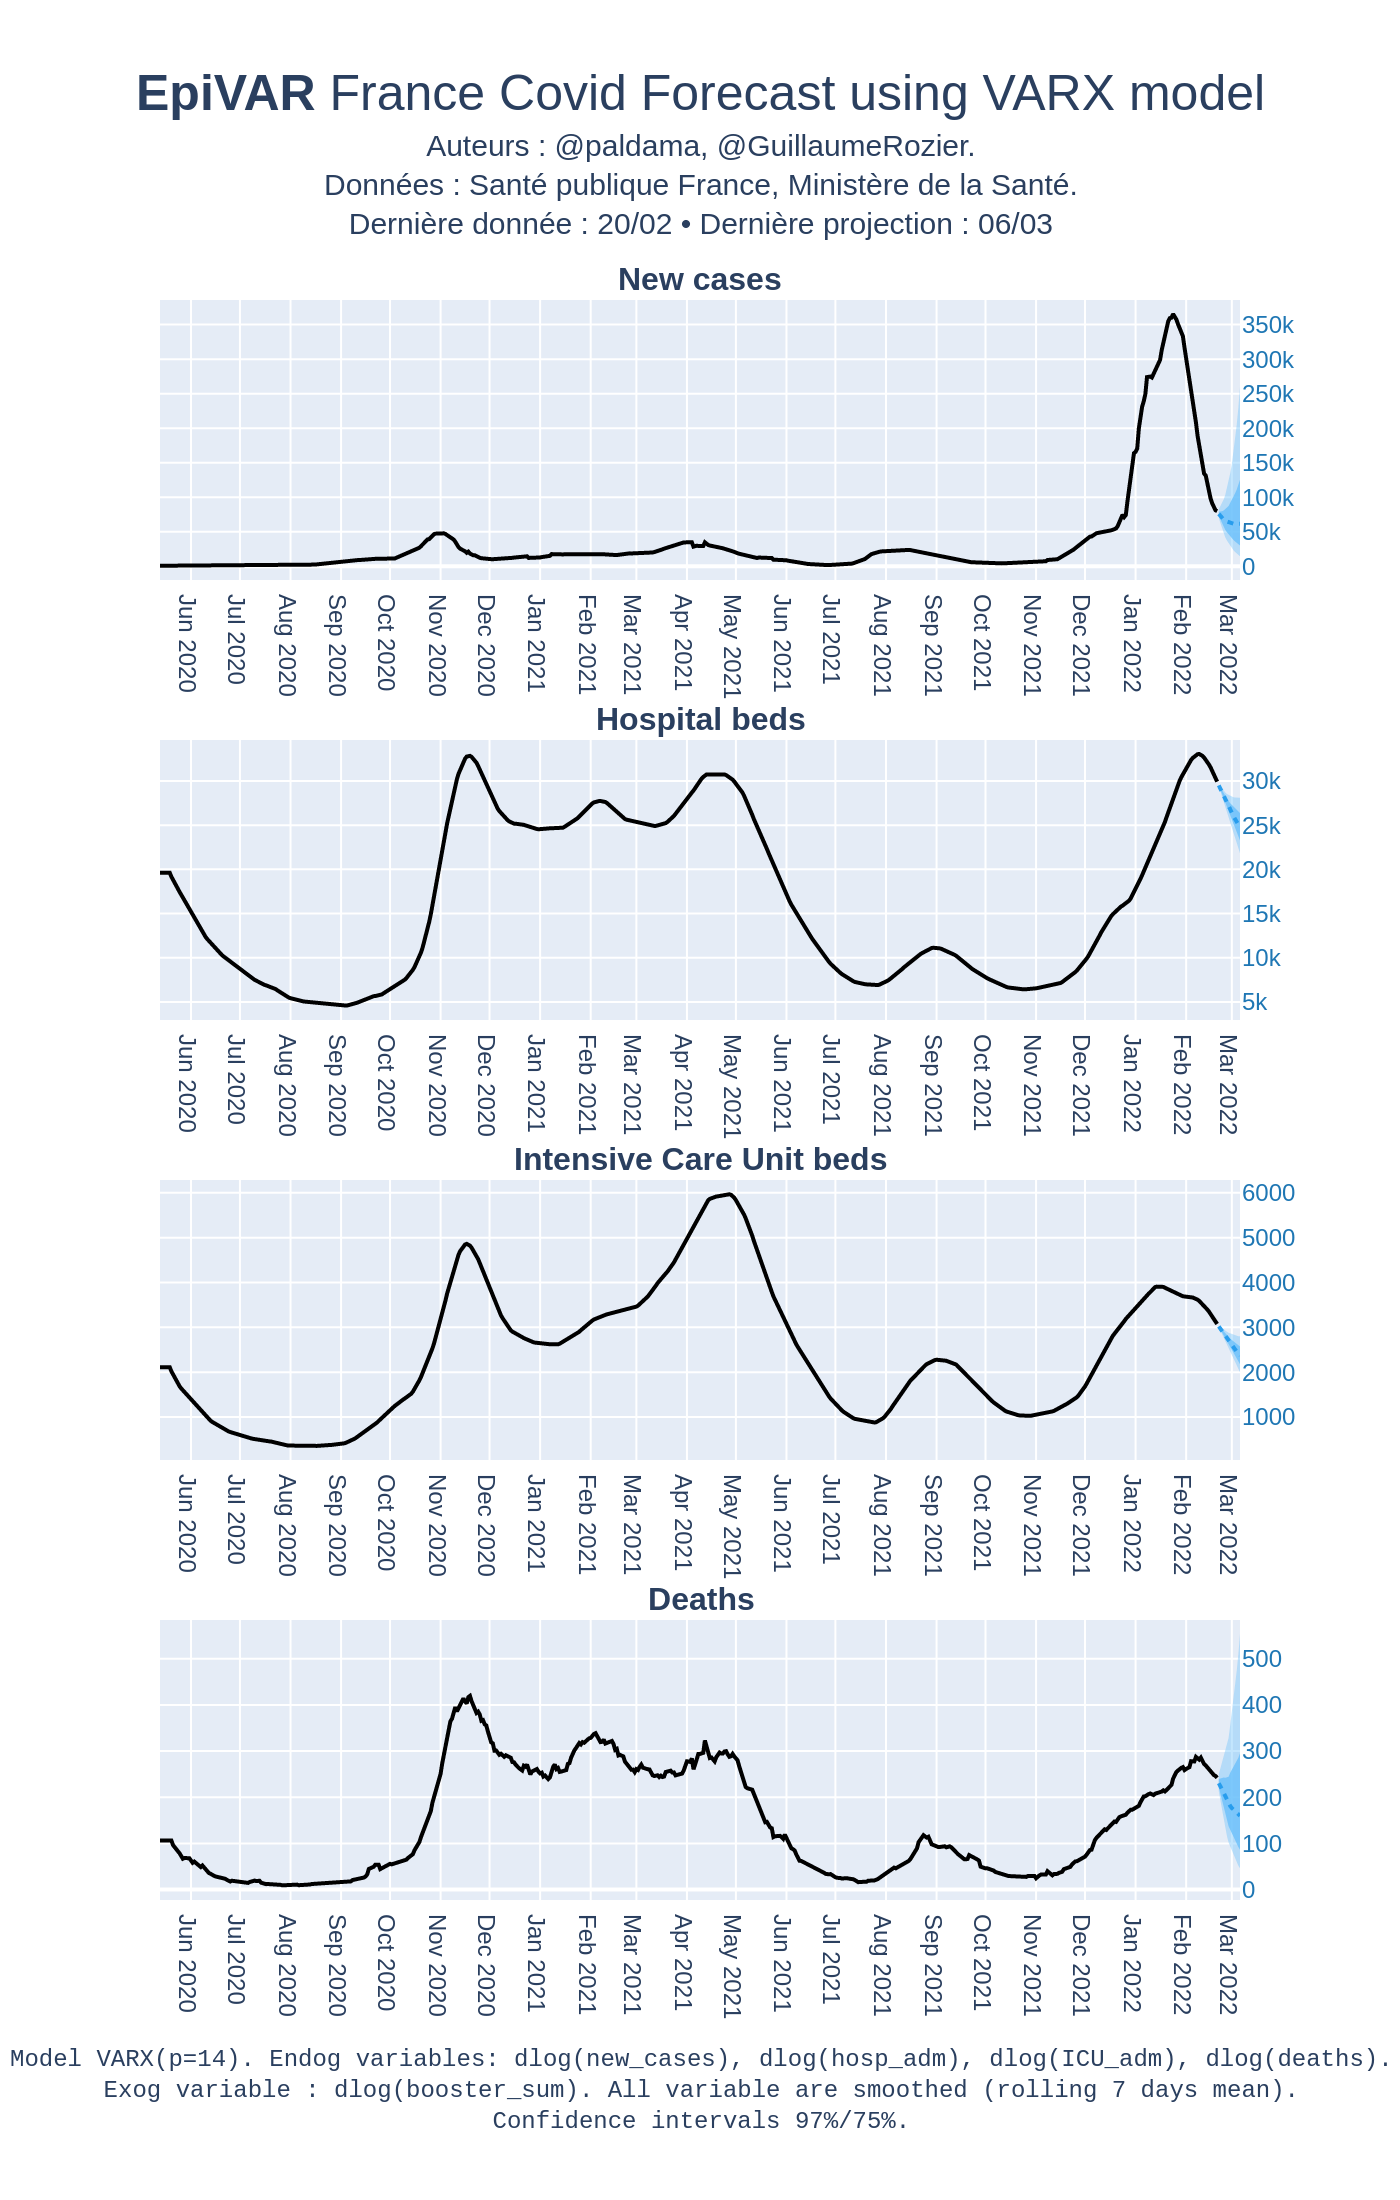 EpiVAR France Covid Forecast using VARX model
Auteurs : @paldama, @GuillaumeRozier.
Données : Santé publique France, Ministère de la Santé.
Dernière donnée : 20/02 • Dernière projection : 06/03
New cases
350k
300k
250k
200k
150k
100k
50k
0
Jun 2020 Jul 2020 Aug 2020 Sep 2020 Oct 2020 Nov 2020 Dec 2020 Jan 2021 Feb 2021 Mar 2021 Apr 2021 May 2021 Jun 2021 Jul 2021 Aug 2021 Sep 2021 Oct 2021 Nov 2021 Dec 2021 Jan 2022 Feb 2022 Mar 2022
Hospital beds
30k
25k
20k
15k
10k
5k
Jun 2020 Jul 2020 Aug 2020 Sep 2020 Oct 2020 Nov 2020 Dec 2020 Jan 2021 Feb 2021 Mar 2021 Apr 2021 May 2021 Jun 2021 Jul 2021 Aug 2021 Sep 2021 Oct 2021 Nov 2021 Dec 2021 Jan 2022 Feb 2022 Mar 2022
Intensive Care Unit beds
6000
5000
4000
3000
2000
1000
Jun 2020 Jul 2020 Aug 2020 Sep 2020 Oct 2020 Nov 2020 Dec 2020 Jan 2021 Feb 2021 Mar 2021 Apr 2021 May 2021 Jun 2021 Jul 2021 Aug 2021 Sep 2021 Oct 2021 Nov 2021 Dec 2021 Jan 2022 Feb 2022 Mar 2022
Deaths
500
400
300
200
100
0
Jun 2020 Jul 2020 Aug 2020 Sep 2020 Oct 2020 Nov 2020 Dec 2020 Jan 2021 Feb 2021 Mar 2021 Apr 2021 May 2021 Jun 2021 Jul 2021 Aug 2021 Sep 2021 Oct 2021 Nov 2021 Dec 2021 Jan 2022 Feb 2022 Mar 2022
Model VARX(p=14). Endog variables: dlog(new_cases), dlog(hosp_adm), dlog(ICU_adm), dlog(deaths).
Exog variable : dlog(booster_sum). All variable are smoothed (rolling 7 days mean).
Confidence intervals 97%/75%.